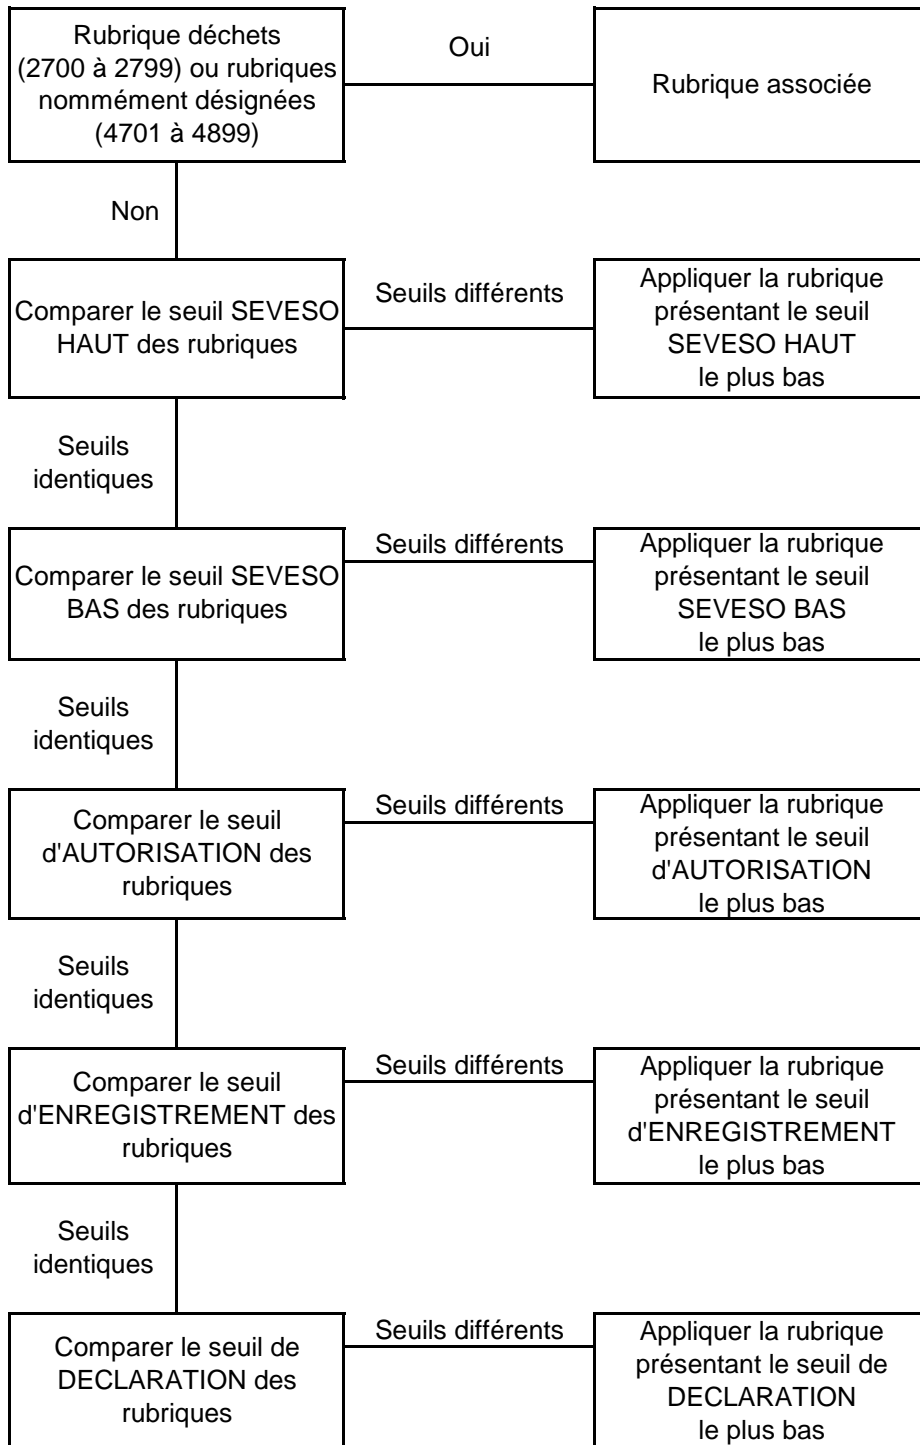 Rubrique déchets
(2700 à 2799) ou rubriques
nommément désignées
(4701 à 4899)
Oui
Rubrique associée
Non
Comparer le seuil SEVESO
HAUT des rubriques
Seuils différents
Appliquer la rubrique
présentant le seuil
SEVESO HAUT
le plus bas
Seuils
identiques
Comparer le seuil SEVESO
BAS des rubriques
Seuils différents
Appliquer la rubrique
présentant le seuil
SEVESO BAS
le plus bas
Seuils
identiques
Comparer le seuil
d'AUTORISATION des
rubriques
Seuils différents
Appliquer la rubrique
présentant le seuil
d'AUTORISATION
le plus bas
Seuils
identiques
Comparer le seuil
d'ENREGISTREMENT des
rubriques
Seuils différents
Appliquer la rubrique
présentant le seuil
d'ENREGISTREMENT
le plus bas
Seuils
identiques
Comparer le seuil de
DECLARATION des
rubriques
Seuils différents
Appliquer la rubrique
présentant le seuil de
DECLARATION
le plus bas